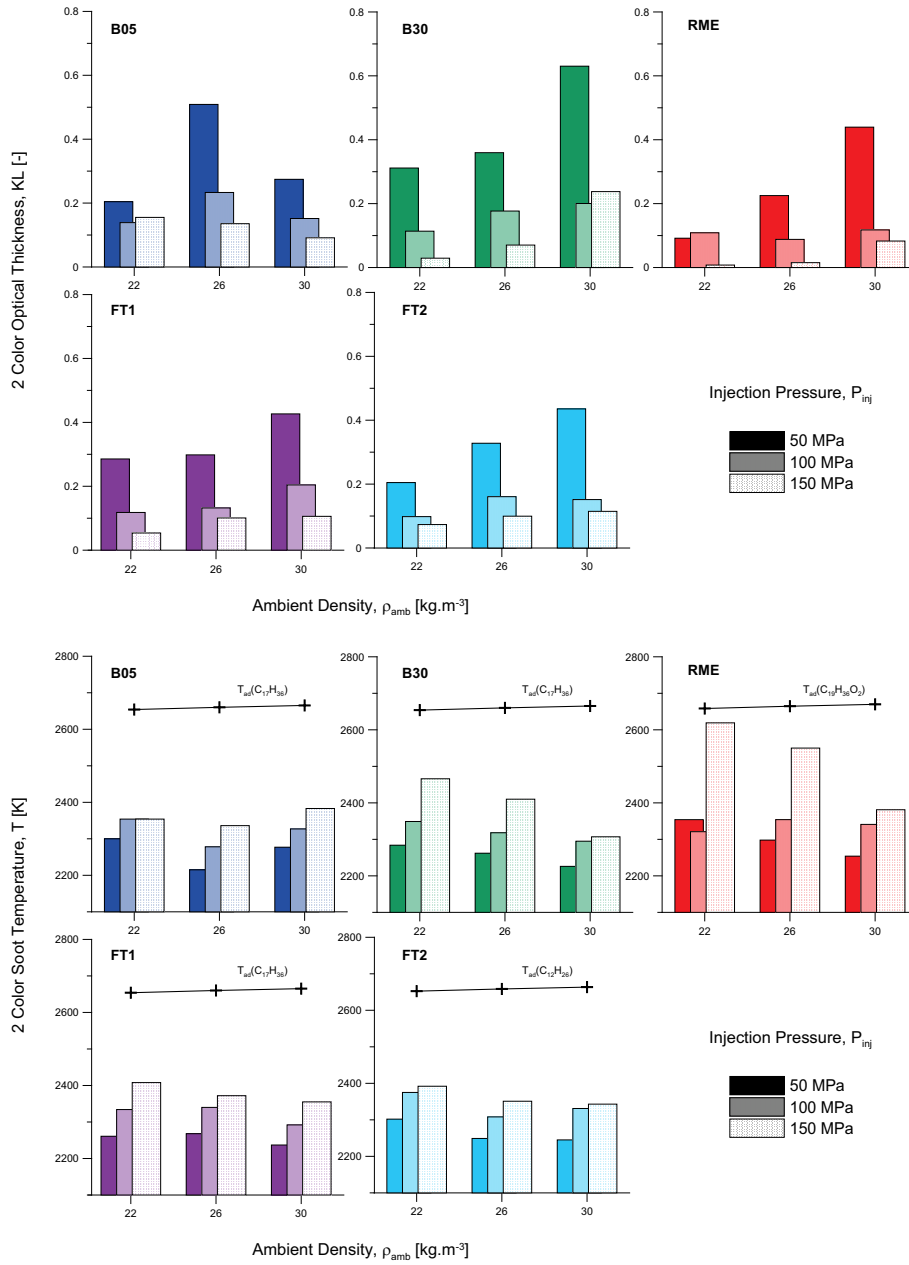 B05
B30
RME
0.8
0.6
0.4
0.2
0
22
26
30
0.8
0.6
0.4
0.2
0
22
26
30
0.8
0.6
0.4
0.2
0
22
26
30
2 Color Optical Thickness, KL [-]
FT1
FT2
0.8
0.6
0.4
0.2
0
22
26
30
0.8
0.6
0.4
0.2
0
22
26
30
Injection Pressure, Pinj
50 MPa
100 MPa
150 MPa
Ambient Density, ρamb [kg.m-3]
B05
B30
RME
2800
2600
2400
2200
Tad(C17H36)
22
26
30
2800
2600
2400
2200
Tad(C17H36)
22
26
30
2800
2600
2400
2200
Tad(C19H36O2)
22
26
30
2 Color Soot Temperature, T [K]
FT1
FT2
2800
2600
2400
2200
Tad(C17H36)
22
26
30
2800
2600
2400
2200
Tad(C12H26)
22
26
30
Injection Pressure, Pinj
50 MPa
100 MPa
150 MPa
Ambient Density, ρamb [kg.m-3]